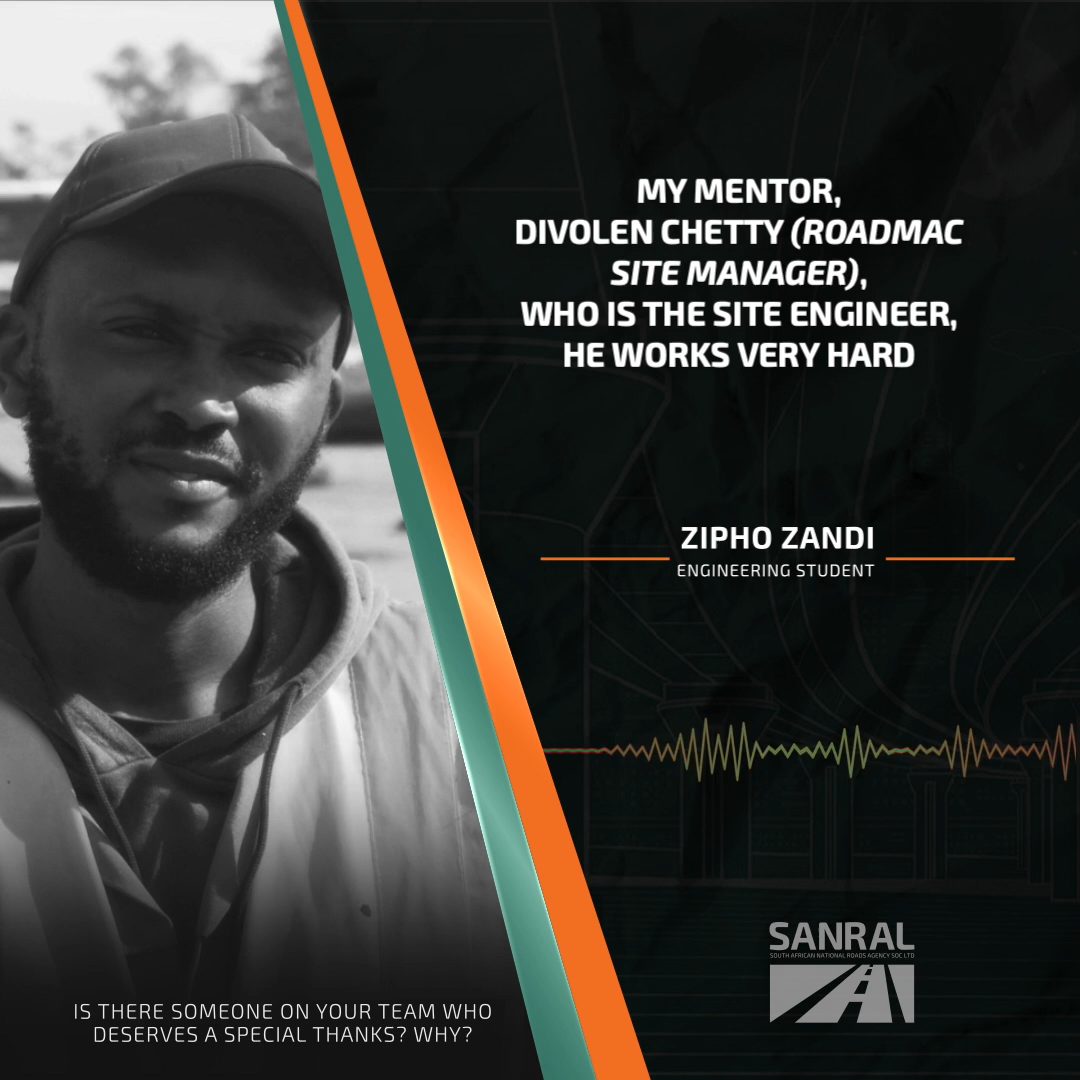 MY MENTOR,
DIVOLEN CHETTY (ROADMAC
SITE MANAGER),
WHO IS THE SITE ENGINEER,
HE WORKS VERY HARD
ZIPHO ZANDI
ENGINEERING STUDENT
SANRAL
SOUTH AFRICAN NATIONAL ROADS AGENCY SOC LTD
IS THERE SOMEONE ON YOUR TEAM WHO
DESERVES A SPECIAL THANKS? WHY?